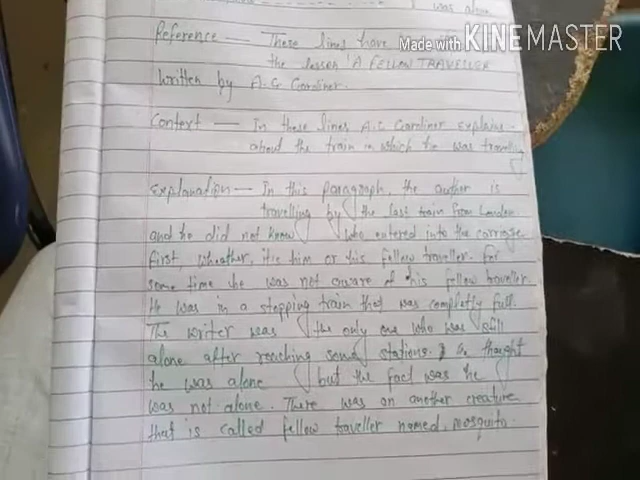 was alone
Made with KINEMASTER
Reference — These lines have
the lesson 'A FELLOW TRAVELLER
written by A.G Gardiner.
Context — In these lines A.G Gardiner explains
about the train in which he was travelling
Explanation — In this paragraph, the author is
travelling by the last train from London
and he did not know who entered into the carriage
first, wheather, it is him or his fellow traveller. For
some time he was not aware of his fellow traveller.
He was in a stopping train that was completly full.
The writer was the only one who was still
alone after reaching some stations. thought
he was alone but the fact was he
was not alone. There was an another creature
that is called fellow traveller named, mosquito.